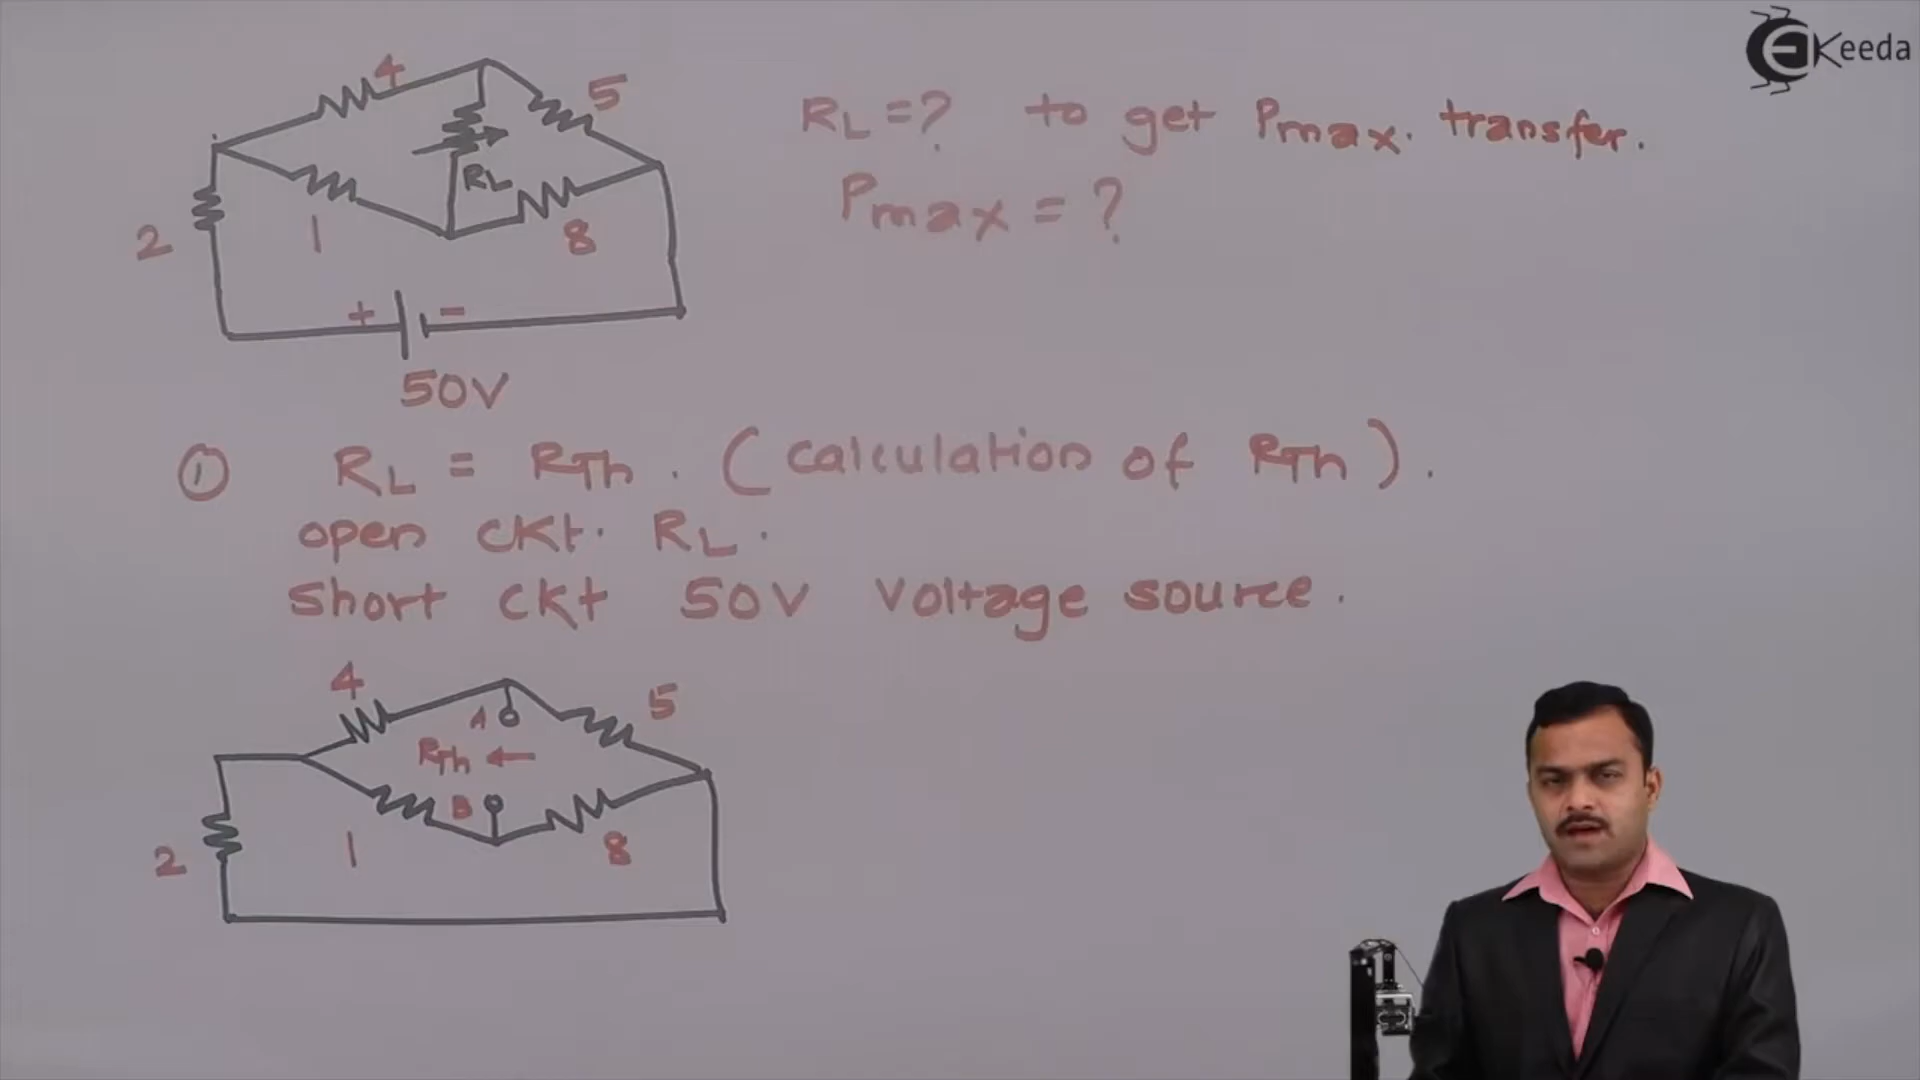 EKeeda
4
5
RL
2
1
8
+ -
50V
RL = ? to get Pmax. transfer.
Pmax = ?
① RL = RTh. (calculation of RTh).
open ckt. RL.
short ckt 50V voltage source.
4
A
5
RTh ←
B
2
1
8